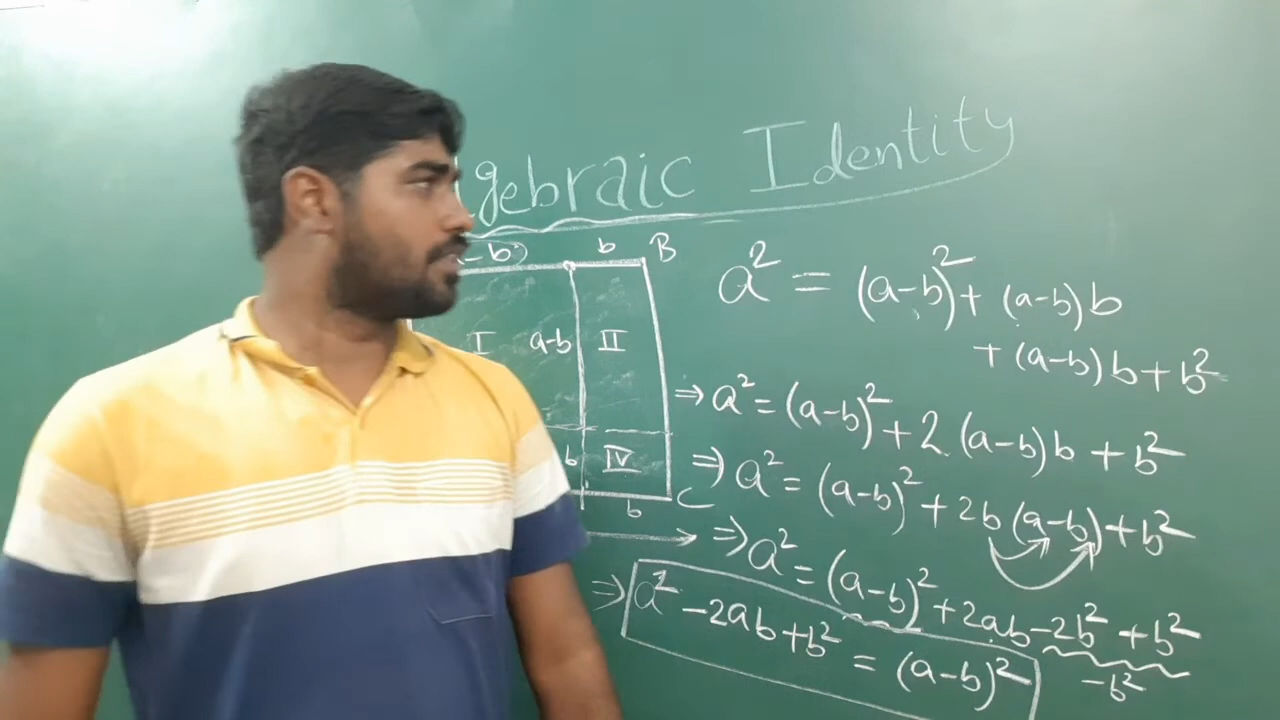 gebraic Identity
-b) b B
I a-b II
b IV
b C
a² = (a-b)² + (a-b)b
+ (a-b)b + b²
⇒ a² = (a-b)² + 2(a-b)b + b²
⇒ a² = (a-b)² + 2b(a-b) + b²
⇒ a² = (a-b)² + 2ab - 2b² + b²
-b²
⇒ a² - 2ab + b² = (a-b)²